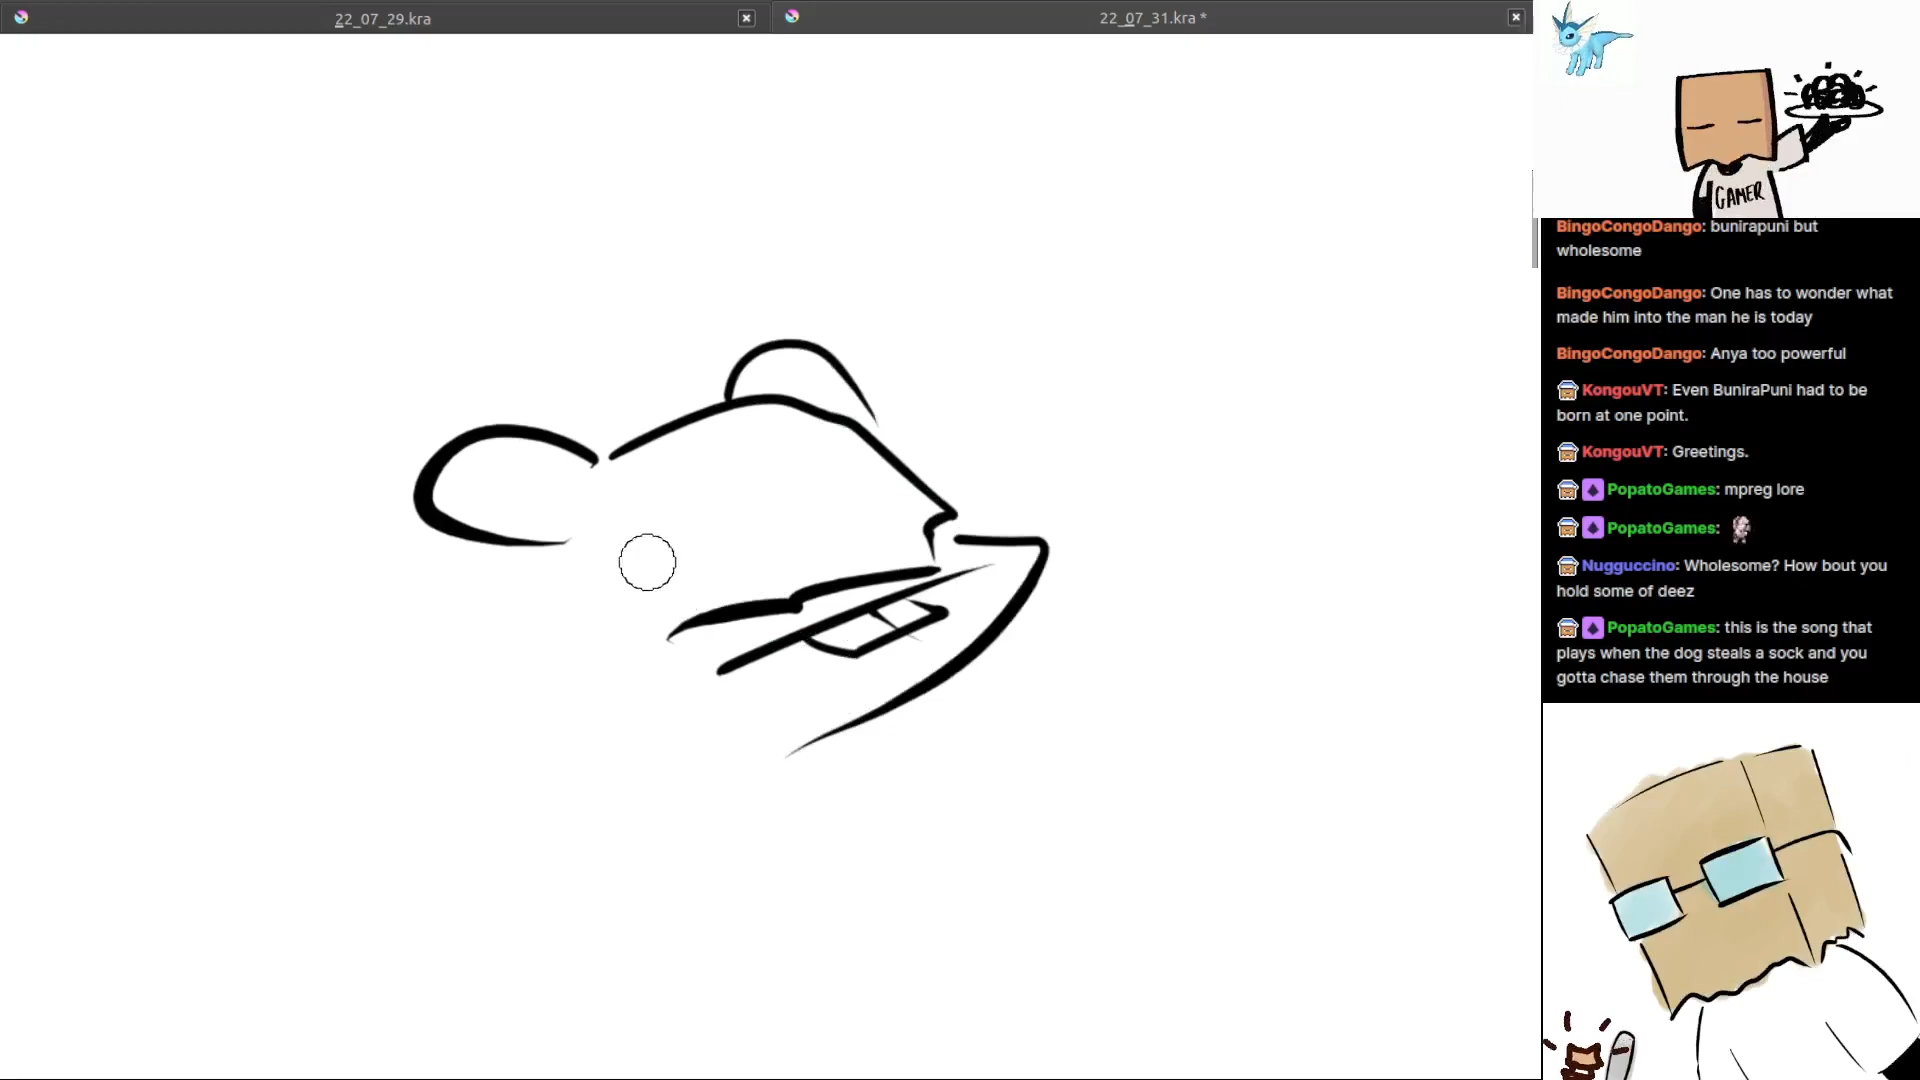 22_07_29.kra
22_07_31.kra *
GAMER
BingoCongoDango: bunirapuni but
wholesome
BingoCongoDango: One has to wonder what
made him into the man he is today
BingoCongoDango: Anya too powerful
KongouVT: Even BuniraPuni had to be
born at one point.
KongouVT: Greetings.
PopatoGames: mpreg lore
PopatoGames:
Nugguccino: Wholesome? How bout you
hold some of deez
PopatoGames: this is the song that
plays when the dog steals a sock and you
gotta chase them through the house